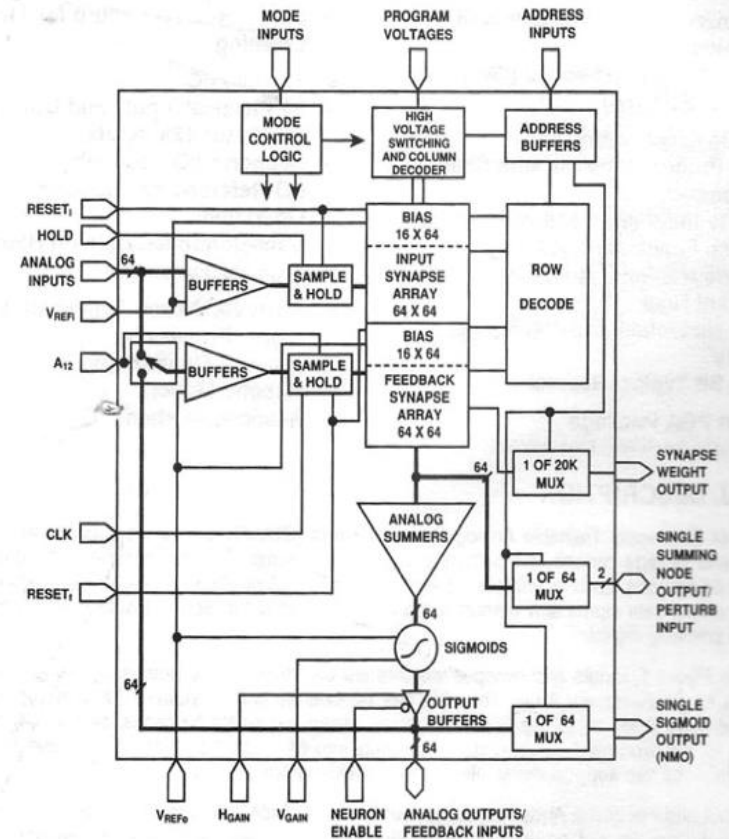 MODE
INPUTS
PROGRAM
VOLTAGES
ADDRESS
INPUTS
MODE
CONTROL
LOGIC
HIGH
VOLTAGE
SWITCHING
AND COLUMN
DECODER
ADDRESS
BUFFERS
RESETI
HOLD
ANALOG
INPUTS
64
VREFI
A12
BUFFERS
SAMPLE
& HOLD
BUFFERS
SAMPLE
& HOLD
BIAS
16 X 64
INPUT
SYNAPSE
ARRAY
64 X 64
BIAS
16 X 64
FEEDBACK
SYNAPSE
ARRAY
64 X 64
ROW
DECODE
64
1 OF 20K
MUX
SYNAPSE
WEIGHT
OUTPUT
CLK
ANALOG
SUMMERS
1 OF 64
MUX
2
SINGLE
SUMMING
NODE
OUTPUT/
PERTURB
INPUT
RESETf
64
SIGMOIDS
64
OUTPUT
BUFFERS
64
1 OF 64
MUX
SINGLE
SIGMOID
OUTPUT
(NMO)
VREFo
HGAIN
VGAIN
NEURON
ENABLE
ANALOG OUTPUTS/
FEEDBACK INPUTS